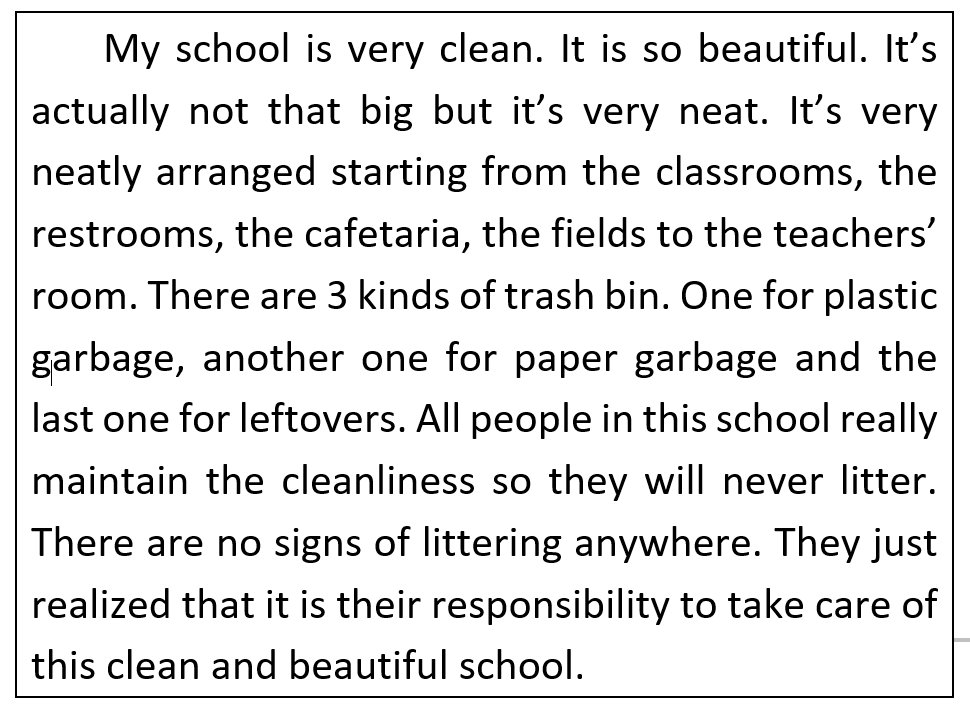 My school is very clean. It is so beautiful. It’s
actually not that big but it’s very neat. It’s very
neatly arranged starting from the classrooms, the
restrooms, the cafetaria, the fields to the teachers’
room. There are 3 kinds of trash bin. One for plastic
garbage, another one for paper garbage and the
last one for leftovers. All people in this school really
maintain the cleanliness so they will never litter.
There are no signs of littering anywhere. They just
realized that it is their responsibility to take care of
this clean and beautiful school.